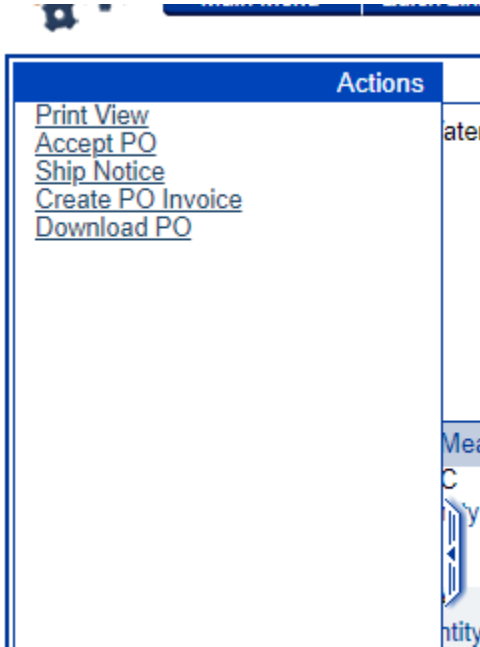 Actions
Print View
Accept PO
Ship Notice
Create PO Invoice
Download PO